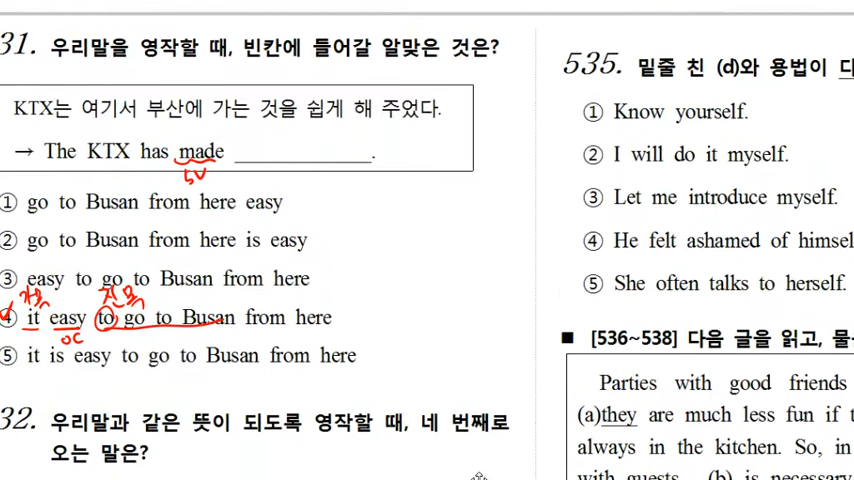 31. 우리말을 영작할 때, 빈칸에 들어갈 알맞은 것은?
KTX는 여기서 부산에 가는 것을 쉽게 해 주었다.
→ The KTX has made ______________.
5V
① go to Busan from here easy
② go to Busan from here is easy
③ easy to go to Busan from here
가목 진목
④ it easy to go to Busan from here
OC
⑤ it is easy to go to Busan from here
32. 우리말과 같은 뜻이 되도록 영작할 때, 네 번째로
오는 말은?
535. 밑줄 친 (d)와 용법이
① Know yourself.
② I will do it myself.
③ Let me introduce myself.
④ He felt ashamed of himsel
⑤ She often talks to herself.
■ [536~538] 다음 글을 읽고,
Parties with good friends
(a)they are much less fun if
always in the kitchen. So, in
with guests, (b) is necessary